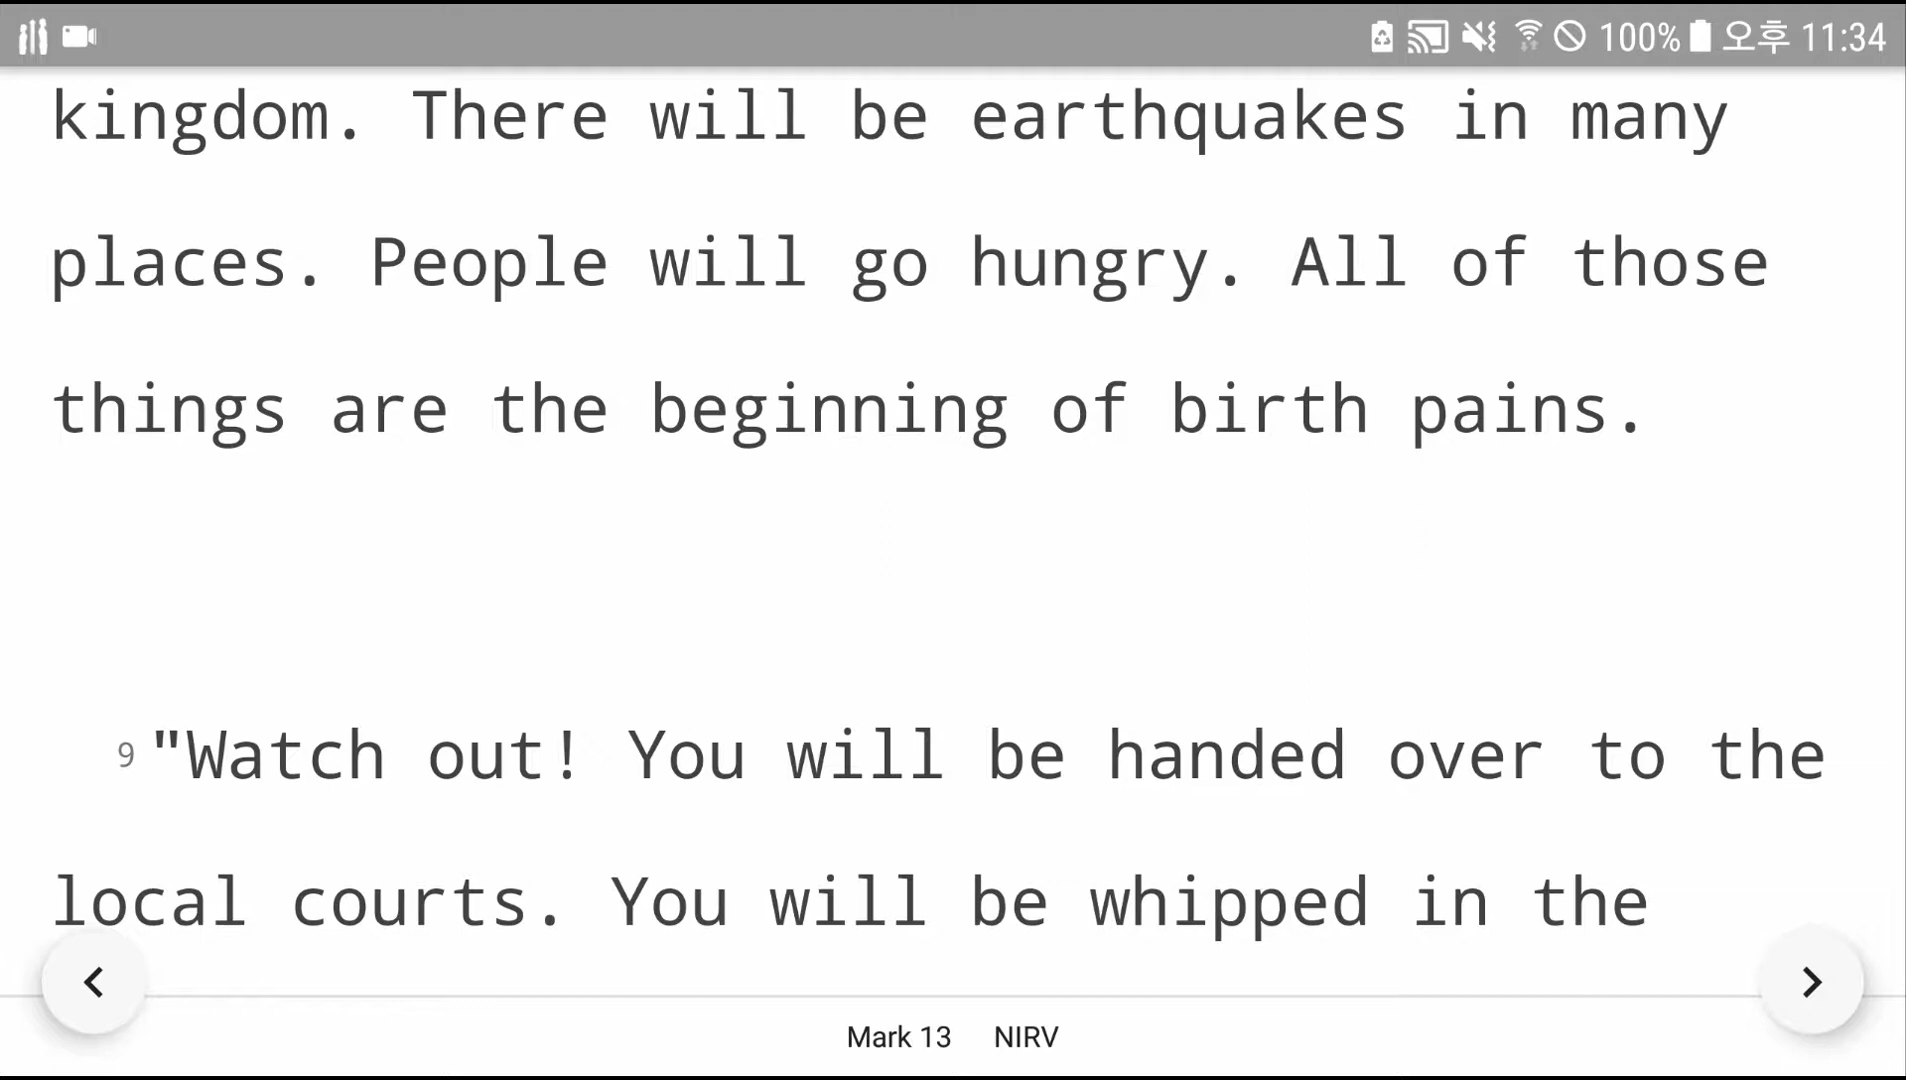 100% 오후 11:34
kingdom. There will be earthquakes in many
places. People will go hungry. All of those
things are the beginning of birth pains.
9 "Watch out! You will be handed over to the
local courts. You will be whipped in the
Mark 13 NIRV